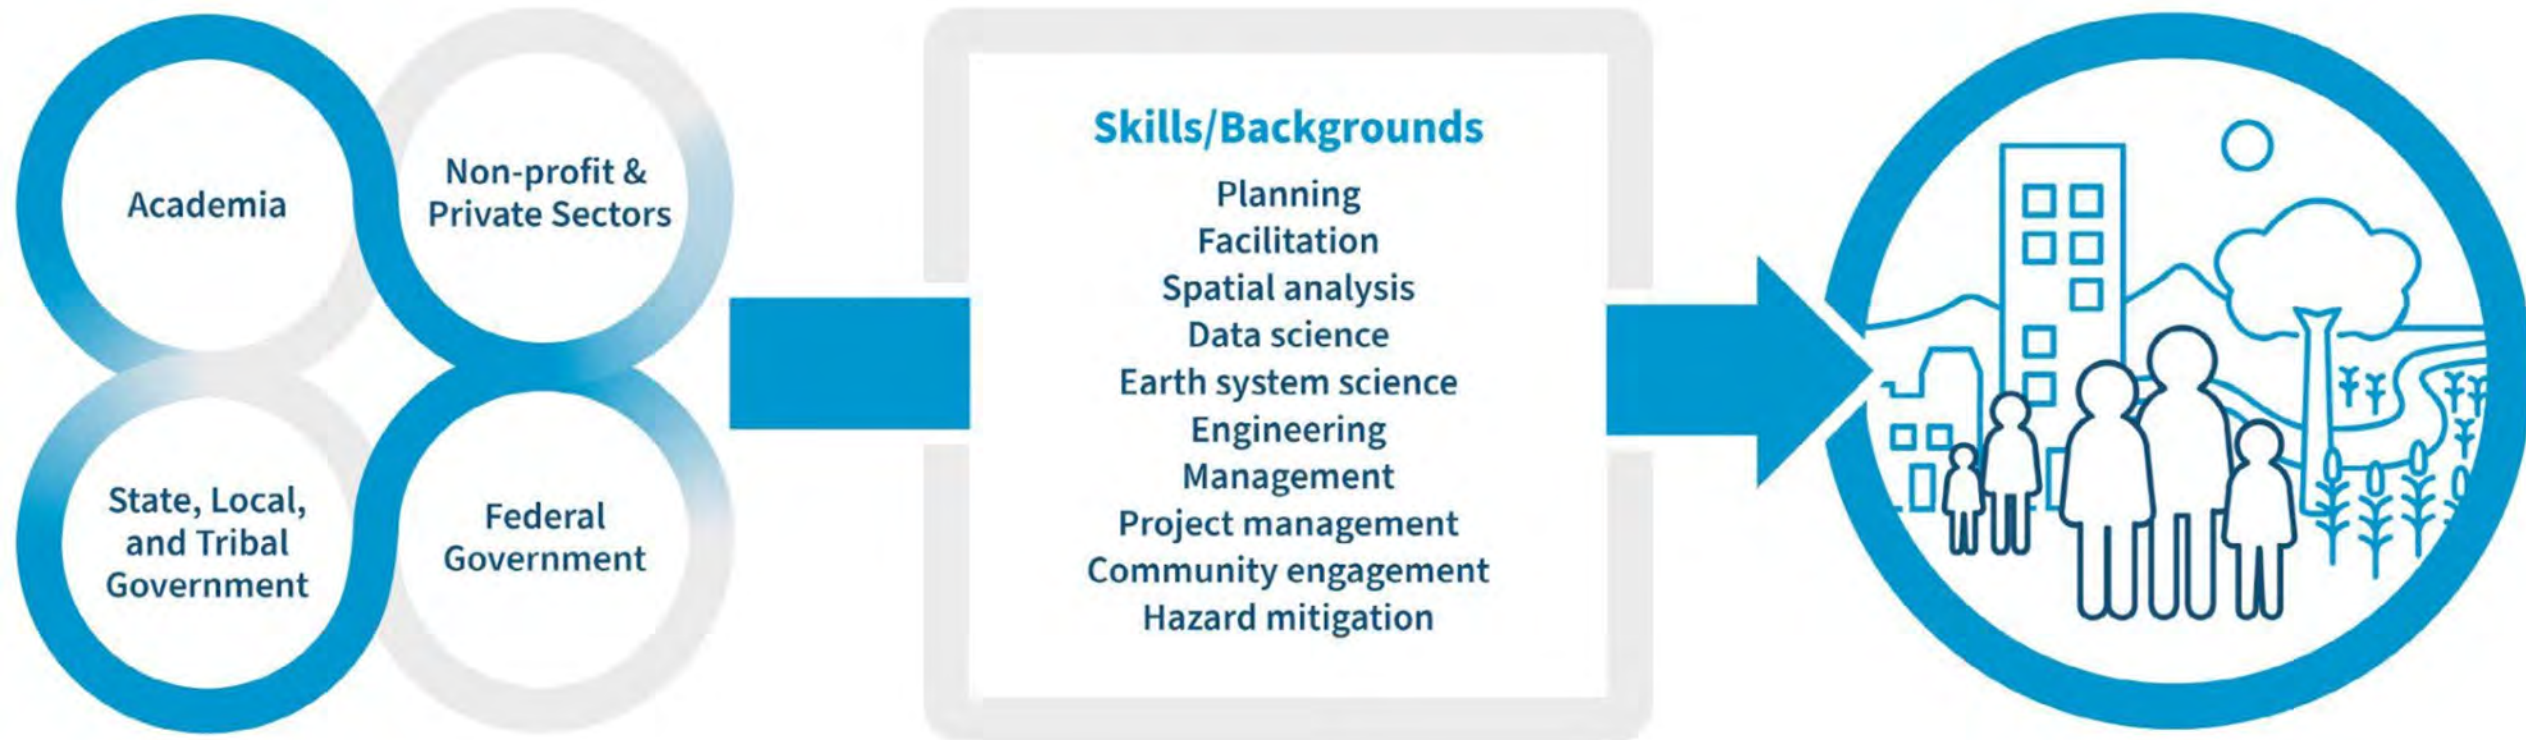 Academia
Non-profit &
Private Sectors
State, Local,
and Tribal
Government
Federal
Government
Skills/Backgrounds
Planning
Facilitation
Spatial analysis
Data science
Earth system science
Engineering
Management
Project management
Community engagement
Hazard mitigation